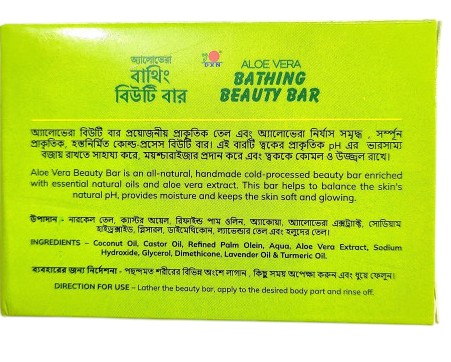 অ্যালোভেরা
বাথিং
বিউটি বার
DXN
ALOE VERA
BATHING
BEAUTY BAR
অ্যালোভেরা বিউটি বার প্রয়োজনীয় প্রাকৃতিক তেল এবং অ্যালোভেরা নির্যাস সমৃদ্ধ , সম্পূর্ন
প্রাকৃতিক, হস্তনির্মিত কোল্ড-প্রসেস বিউটি বার। এই বারটি ত্বকের প্রাকৃতিক pH এর ভারসাম্য
বজায় রাখতে সাহায্য করে, ময়শ্চারাইজার প্রদান করে এবং ত্বককে কোমল ও উজ্জ্বল রাখে।
Aloe Vera Beauty Bar is an all-natural, handmade cold-processed beauty bar enriched
with essential natural oils and aloe vera extract. This bar helps to balance the skin's
natural pH, provides moisture and keeps the skin soft and glowing.
উপাদান :- নারকেল তেল, ক্যাস্টর অয়েল, রিফাইন্ড পাম ওলিন, অ্যাকোয়া, অ্যালোভেরা এক্সট্র্যাক্ট, সোডিয়াম
হাইড্রক্সাইড, গ্লিসারল, ডাইমেথিকোন, ল্যাভেন্ডার তেল এবং হলুদের তেল।
INGREDIENTS – Coconut Oil, Castor Oil, Refined Palm Olein, Aqua, Aloe Vera Extract, Sodium
Hydroxide, Glycerol, Dimethicone, Lavender Oil & Turmeric Oil.
ব্যবহারের জন্য নির্দেশনা - পছন্দমত শরীরের বিভিন্ন অংশে লাগান , কিছু সময় অপেক্ষা করুন এবং ধুয়ে ফেলুন।
DIRECTION FOR USE – Lather the beauty bar, apply to the desired body part and rinse off.